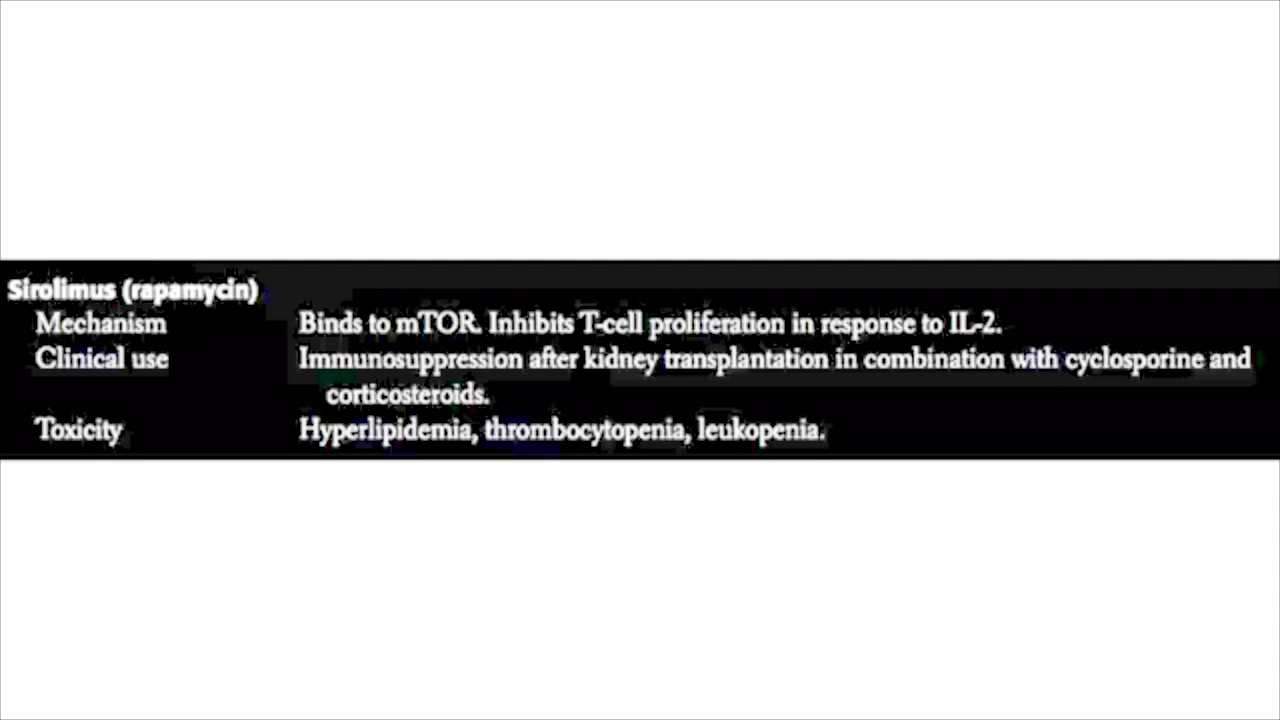 Sirolimus (rapamycin)
Mechanism Binds to mTOR. Inhibits T-cell proliferation in response to IL-2.
Clinical use Immunosuppression after kidney transplantation in combination with cyclosporine and
corticosteroids.
Toxicity Hyperlipidemia, thrombocytopenia, leukopenia.